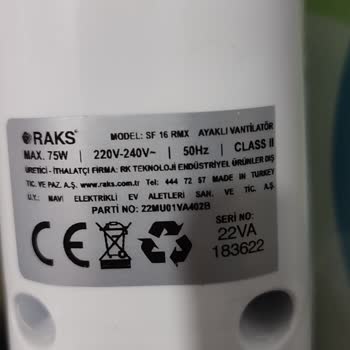 RAKS
MODEL: SF 16 RMX AYAKLI VANTİLATÖR
MAX. 75W | 220V-240V~ | 50Hz | CLASS II
ÜRETİCİ - İTHALATÇI FİRMA: RK TEKNOLOJİ ENDÜSTRİYEL ÜRÜNLER DIŞ
TİC. VE PAZ. A.Ş. www.raks.com.tr Tel: 444 72 57 MADE IN TURKEY
Ü.Y.: NAVI ELEKTRİKLİ EV ALETLERİ SAN. VE TİC. A.Ş.
PARTİ NO: 22MU01YA402B
SERİ NO:
22VA
183622
CE